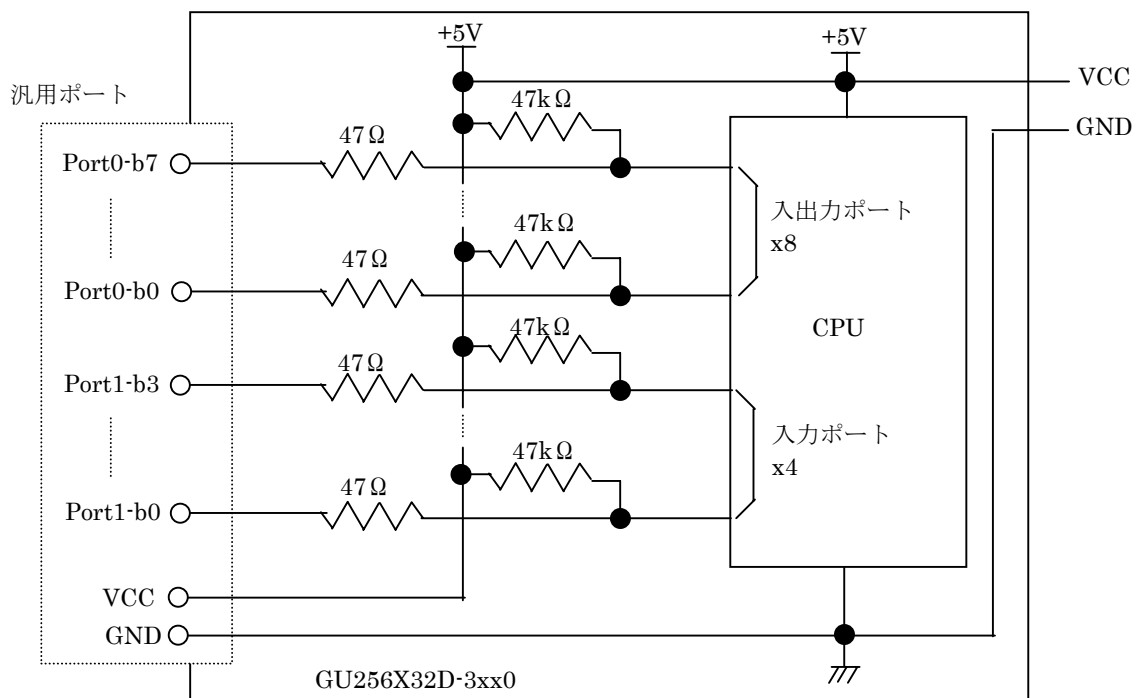 +5V
+5V
VCC
汎用ポート
47kΩ
GND
47Ω
Port0-b7
入出力ポート
x8
47kΩ
47Ω
Port0-b0
47kΩ
CPU
47Ω
Port1-b3
入力ポート
x4
47kΩ
47Ω
Port1-b0
VCC
GND
GU256X32D-3xx0